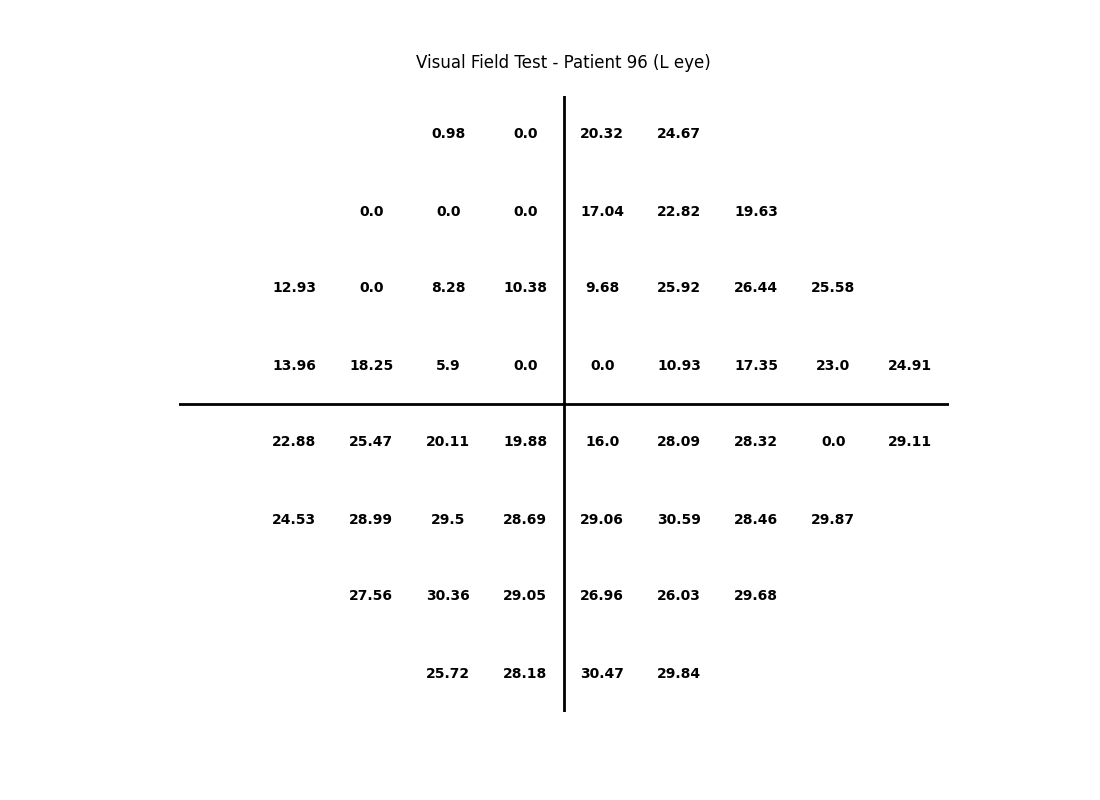 Visual Field Test - Patient 96 (L eye)
0.98 0.0 20.32 24.67
0.0 0.0 0.0 17.04 22.82 19.63
12.93 0.0 8.28 10.38 9.68 25.92 26.44 25.58
13.96 18.25 5.9 0.0 0.0 10.93 17.35 23.0 24.91
22.88 25.47 20.11 19.88 16.0 28.09 28.32 0.0 29.11
24.53 28.99 29.5 28.69 29.06 30.59 28.46 29.87
27.56 30.36 29.05 26.96 26.03 29.68
25.72 28.18 30.47 29.84